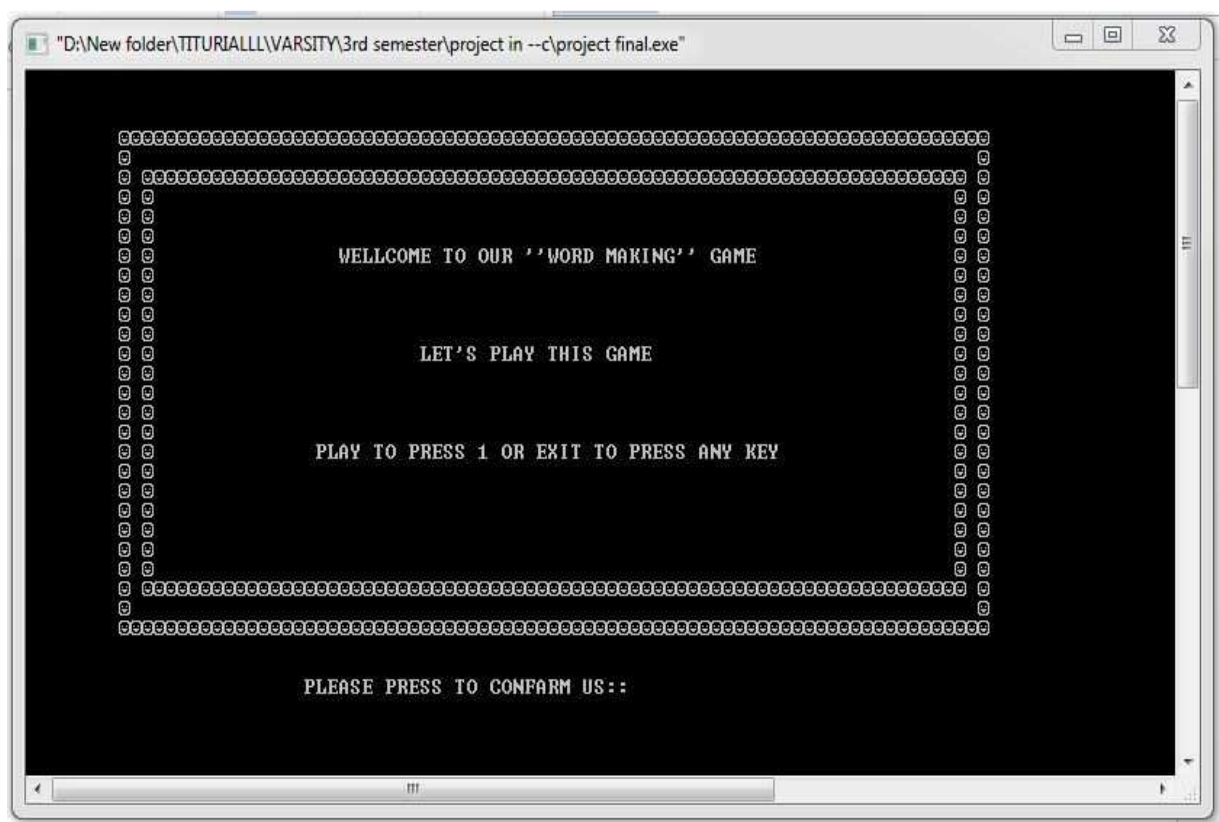 "D:\New folder\TITURIALLL\VARSITY\3rd semester\project in --c\project final.exe"
WELLCOME TO OUR ''WORD MAKING'' GAME
LET'S PLAY THIS GAME
PLAY TO PRESS 1 OR EXIT TO PRESS ANY KEY
PLEASE PRESS TO CONFARM US::